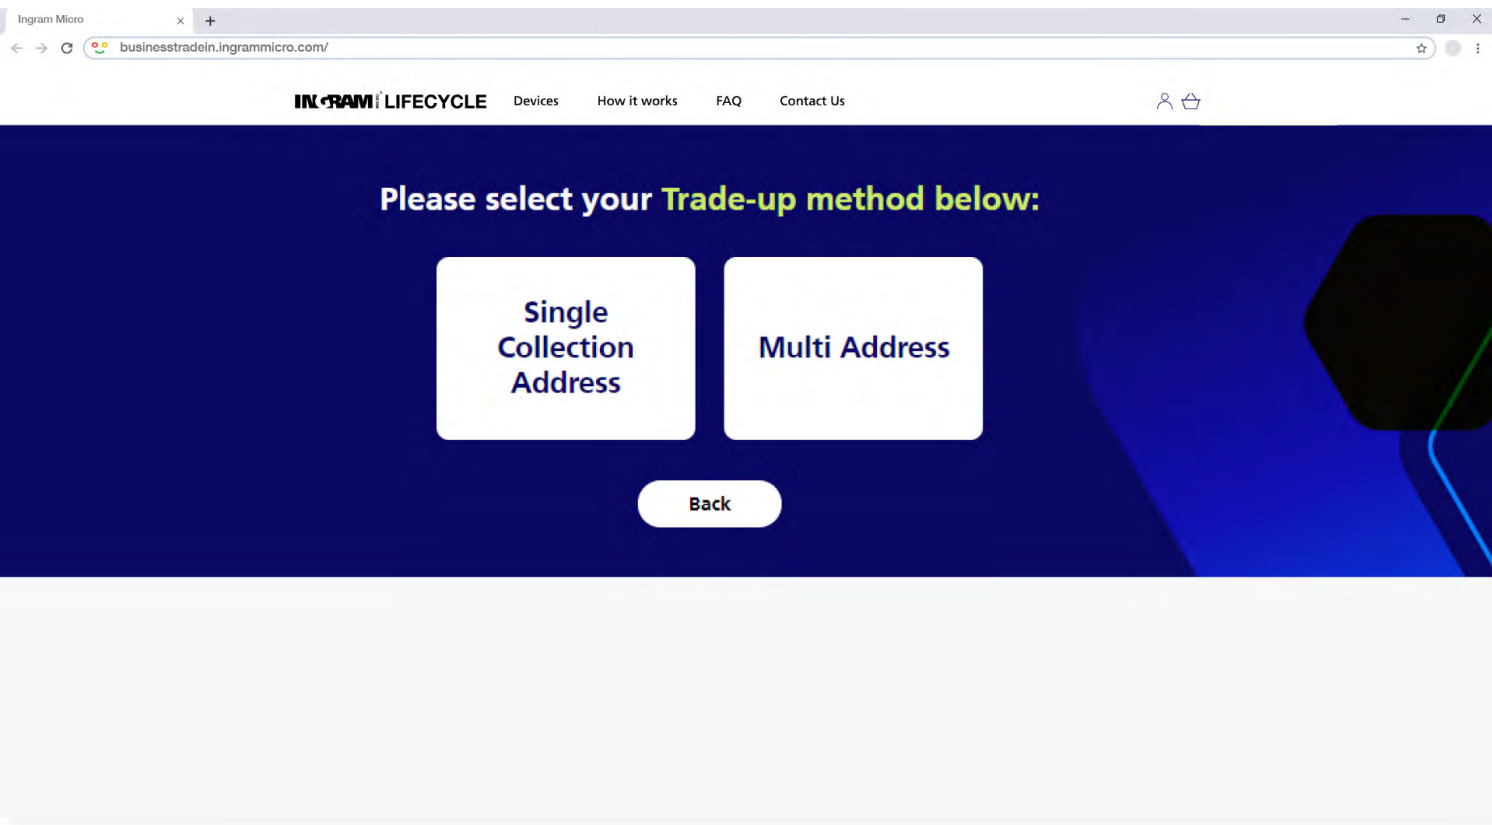 Ingram Micro
businesstradein.ingrammicro.com/
INGRAM MICRO LIFECYCLE Devices How it works FAQ Contact Us
Please select your Trade-up method below:
Single
Collection
Address
Multi Address
Back